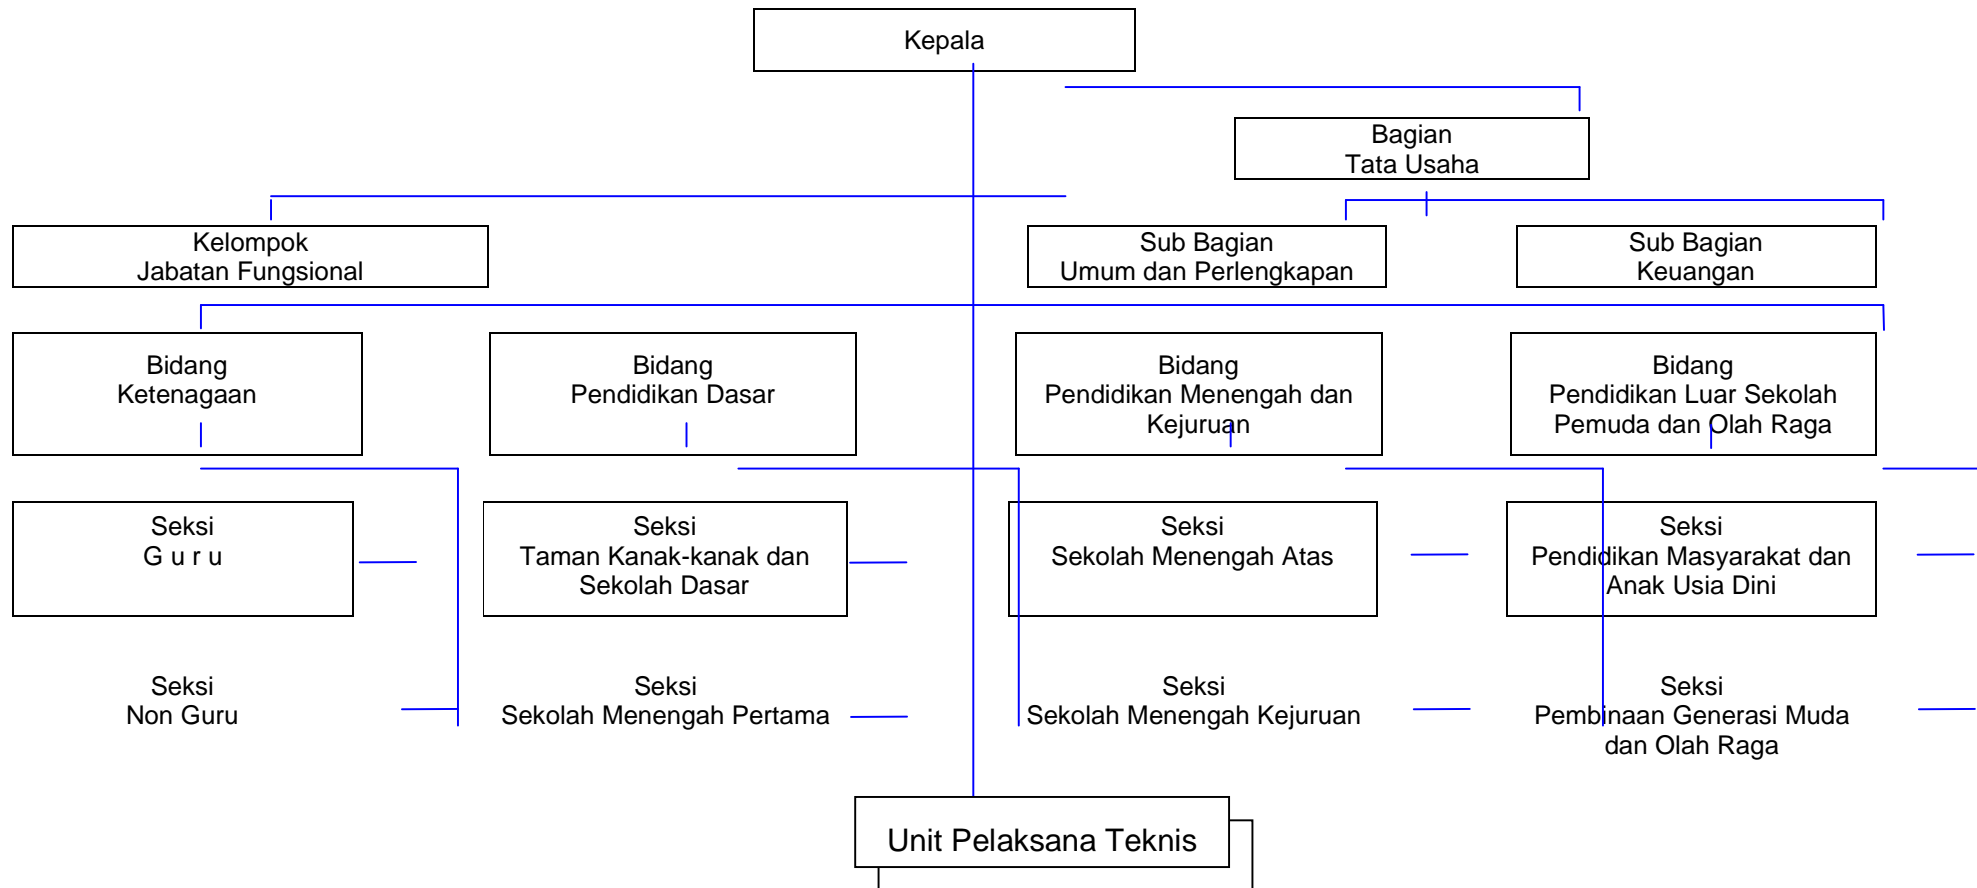 Kepala
Bagian
Tata Usaha
Kelompok
Jabatan Fungsional
Sub Bagian
Umum dan Perlengkapan
Sub Bagian
Keuangan
Bidang
Ketenagaan
Bidang
Pendidikan Dasar
Bidang
Pendidikan Menengah dan
Kejuruan
Bidang
Pendidikan Luar Sekolah
Pemuda dan Olah Raga
Seksi
G u r u
Seksi
Taman Kanak-kanak dan
Sekolah Dasar
Seksi
Sekolah Menengah Atas
Seksi
Pendidikan Masyarakat dan
Anak Usia Dini
Seksi
Non Guru
Seksi
Sekolah Menengah Pertama
Seksi
Sekolah Menengah Kejuruan
Seksi
Pembinaan Generasi Muda
dan Olah Raga
Unit Pelaksana Teknis